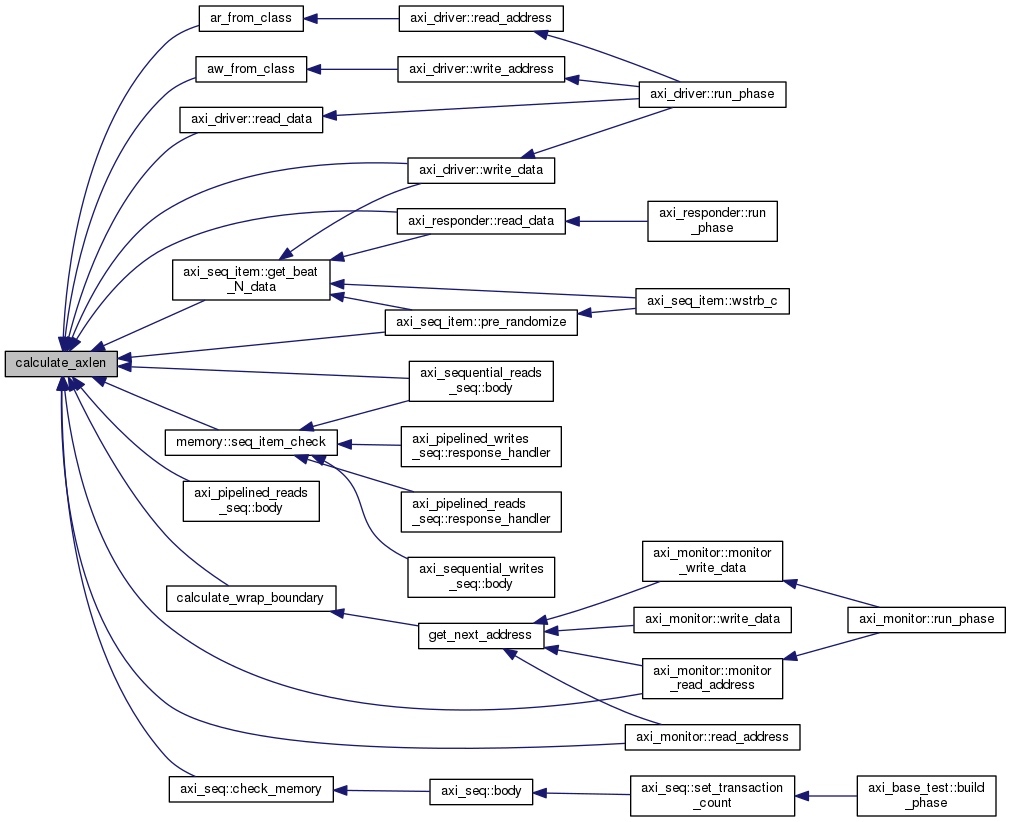 ar_from_class
axi_driver::read_address
aw_from_class
axi_driver::write_address
axi_driver::run_phase
axi_driver::read_data
axi_driver::write_data
axi_responder::read_data
axi_responder::run
_phase
axi_seq_item::get_beat
_N_data
axi_seq_item::wstrb_c
axi_seq_item::pre_randomize
calculate_axlen
axi_sequential_reads
_seq::body
memory::seq_item_check
axi_pipelined_writes
_seq::response_handler
axi_pipelined_reads
_seq::body
axi_pipelined_reads
_seq::response_handler
axi_sequential_writes
_seq::body
axi_monitor::monitor
_write_data
calculate_wrap_boundary
get_next_address
axi_monitor::write_data
axi_monitor::run_phase
axi_monitor::monitor
_read_address
axi_monitor::read_address
axi_seq::check_memory
axi_seq::body
axi_seq::set_transaction
_count
axi_base_test::build
_phase